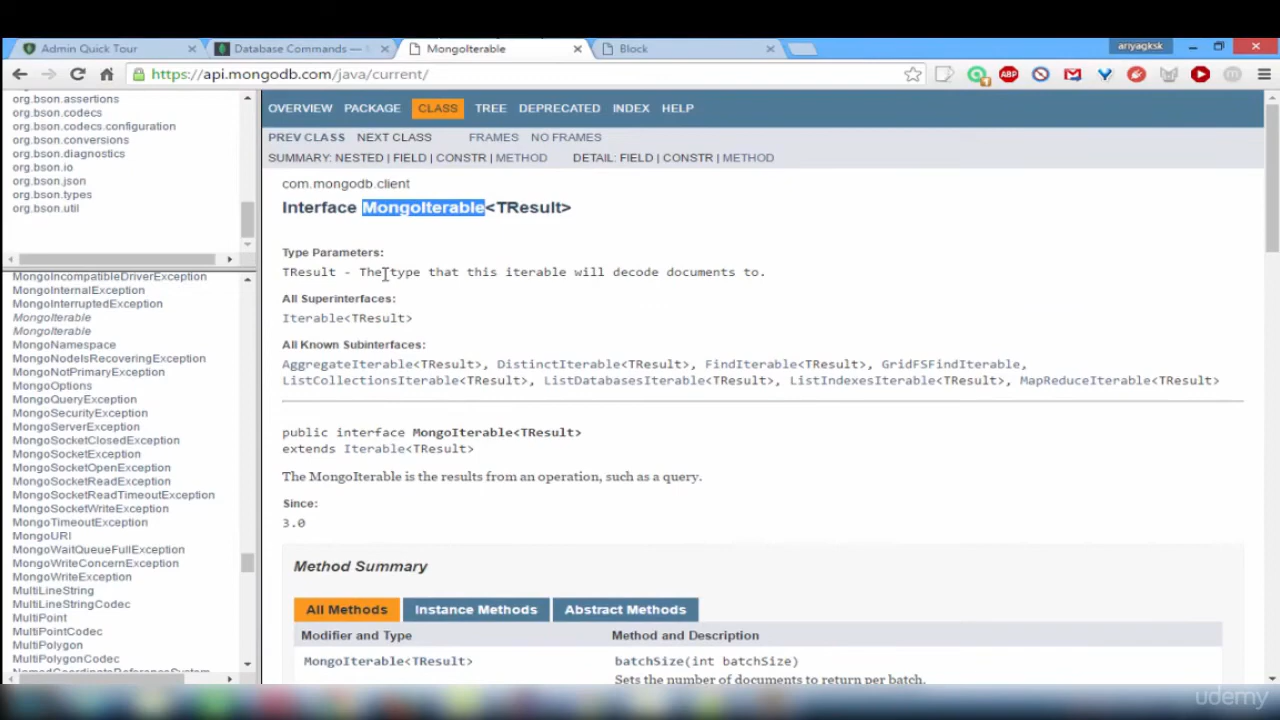 Admin Quick Tour
Database Commands —
MongoIterable
Block
ariyagksk
https://api.mongodb.com/java/current/
ABP
org.bson.assertions
org.bson.codecs
org.bson.codecs.configuration
org.bson.conversions
org.bson.diagnostics
org.bson.io
org.bson.json
org.bson.types
org.bson.util
MongoIncompatibleDriverException
MongoInternalException
MongoInterruptedException
MongoIterable
MongoIterable
MongoNamespace
MongoNodeIsRecoveringException
MongoNotPrimaryException
MongoOptions
MongoQueryException
MongoSecurityException
MongoServerException
MongoSocketClosedException
MongoSocketException
MongoSocketOpenException
MongoSocketReadException
MongoSocketReadTimeoutException
MongoSocketWriteException
MongoTimeoutException
MongoURI
MongoWaitQueueFullException
MongoWriteConcernException
MongoWriteException
MultiLineString
MultiLineStringCodec
MultiPoint
MultiPointCodec
MultiPolygon
MultiPolygonCodec
NamedCoordinateReferenceSystem
OVERVIEW PACKAGE CLASS TREE DEPRECATED INDEX HELP
PREV CLASS NEXT CLASS FRAMES NO FRAMES
SUMMARY: NESTED | FIELD | CONSTR | METHOD DETAIL: FIELD | CONSTR | METHOD
com.mongodb.client
Interface MongoIterable<TResult>
Type Parameters:
TResult - The type that this iterable will decode documents to.
All Superinterfaces:
Iterable<TResult>
All Known Subinterfaces:
AggregateIterable<TResult>, DistinctIterable<TResult>, FindIterable<TResult>, GridFSFindIterable,
ListCollectionsIterable<TResult>, ListDatabasesIterable<TResult>, ListIndexesIterable<TResult>, MapReduceIterable<TResult>
public interface MongoIterable<TResult>
extends Iterable<TResult>
The MongoIterable is the results from an operation, such as a query.
Since:
3.0
Method Summary
All Methods Instance Methods Abstract Methods
Modifier and Type Method and Description
MongoIterable<TResult> batchSize(int batchSize)
Sets the number of documents to return per batch.
udemy